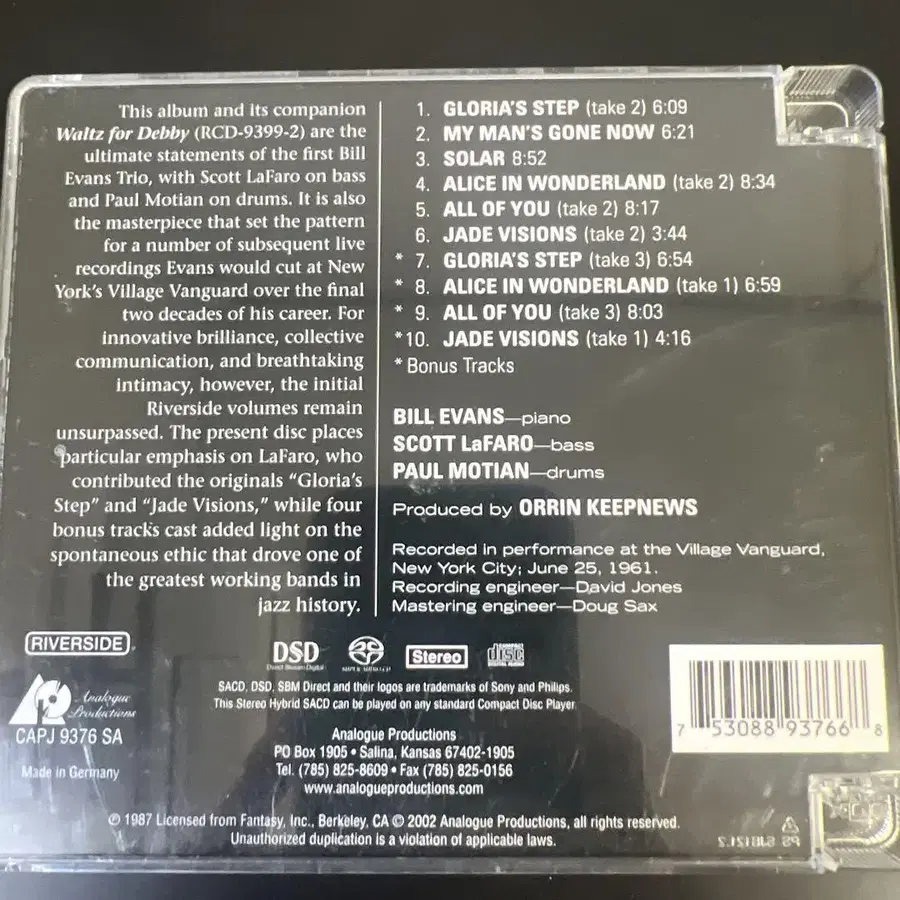 This album and its companion
Waltz for Debby (RCD-9399-2) are the
ultimate statements of the first Bill
Evans Trio, with Scott LaFaro on bass
and Paul Motian on drums. It is also
the masterpiece that set the pattern
for a number of subsequent live
recordings Evans would cut at New
York's Village Vanguard over the final
two decades of his career. For
innovative brilliance, collective
communication, and breathtaking
intimacy, however, the initial
Riverside volumes remain
unsurpassed. The present disc places
particular emphasis on LaFaro, who
contributed the originals "Gloria's
Step" and "Jade Visions," while four
bonus tracks cast added light on the
spontaneous ethic that drove one of
the greatest working bands in
jazz history.
1. GLORIA'S STEP (take 2) 6:09
2. MY MAN'S GONE NOW 6:21
3. SOLAR 8:52
4. ALICE IN WONDERLAND (take 2) 8:34
5. ALL OF YOU (take 2) 8:17
6. JADE VISIONS (take 2) 3:44
* 7. GLORIA'S STEP (take 3) 6:54
* 8. ALICE IN WONDERLAND (take 1) 6:59
* 9. ALL OF YOU (take 3) 8:03
*10. JADE VISIONS (take 1) 4:16
* Bonus Tracks
BILL EVANS—piano
SCOTT LaFARO—bass
PAUL MOTIAN—drums
Produced by ORRIN KEEPNEWS
Recorded in performance at the Village Vanguard,
New York City; June 25, 1961.
Recording engineer—David Jones
Mastering engineer—Doug Sax
RIVERSIDE
DSD
Direct Stream Digital
SUPER AUDIO CD
Stereo
COMPACT disc DIGITAL AUDIO
Analogue Productions
CAPJ 9376 SA
Made in Germany
SACD, DSD, SBM Direct and their logos are trademarks of Sony and Philips.
This Stereo Hybrid SACD can be played on any standard Compact Disc Player
Analogue Productions
PO Box 1905 • Salina, Kansas 67402-1905
Tel. (785) 825-8609 • Fax (785) 825-0156
www.analogueproductions.com
7 53088 93766 8
℗ 1987 Licensed from Fantasy, Inc., Berkeley, CA © 2002 Analogue Productions, all rights reserved.
Unauthorized duplication is a violation of applicable laws.